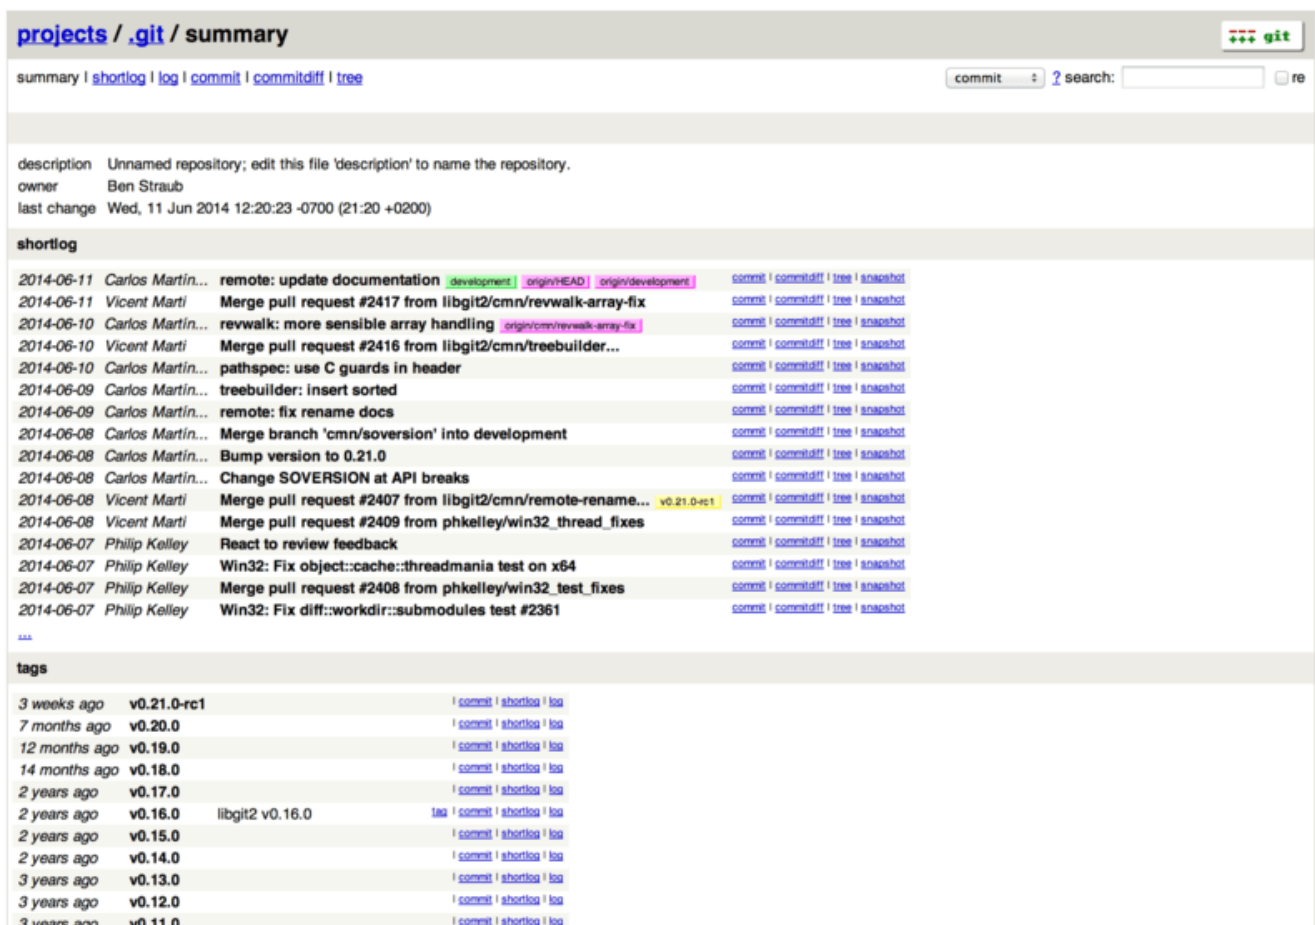 projects / .git / summary
git
summary | shortlog | log | commit | commitdiff | tree
commit ? search: re
description Unnamed repository; edit this file 'description' to name the repository.
owner Ben Straub
last change Wed, 11 Jun 2014 12:20:23 -0700 (21:20 +0200)
shortlog
2014-06-11 Carlos Martín... remote: update documentation development origin/HEAD origin/development commit | commitdiff | tree | snapshot
2014-06-11 Vicent Marti Merge pull request #2417 from libgit2/cmn/revwalk-array-fix commit | commitdiff | tree | snapshot
2014-06-10 Carlos Martín... revwalk: more sensible array handling origin/cmn/revwalk-array-fix commit | commitdiff | tree | snapshot
2014-06-10 Vicent Marti Merge pull request #2416 from libgit2/cmn/treebuilder... commit | commitdiff | tree | snapshot
2014-06-10 Carlos Martín... pathspec: use C guards in header commit | commitdiff | tree | snapshot
2014-06-09 Carlos Martín... treebuilder: insert sorted commit | commitdiff | tree | snapshot
2014-06-09 Carlos Martín... remote: fix rename docs commit | commitdiff | tree | snapshot
2014-06-08 Carlos Martín... Merge branch 'cmn/soversion' into development commit | commitdiff | tree | snapshot
2014-06-08 Carlos Martín... Bump version to 0.21.0 commit | commitdiff | tree | snapshot
2014-06-08 Carlos Martín... Change SOVERSION at API breaks commit | commitdiff | tree | snapshot
2014-06-08 Vicent Marti Merge pull request #2407 from libgit2/cmn/remote-rename... v0.21.0-rc1 commit | commitdiff | tree | snapshot
2014-06-08 Vicent Marti Merge pull request #2409 from phkelley/win32_thread_fixes commit | commitdiff | tree | snapshot
2014-06-07 Philip Kelley React to review feedback commit | commitdiff | tree | snapshot
2014-06-07 Philip Kelley Win32: Fix object::cache::threadmania test on x64 commit | commitdiff | tree | snapshot
2014-06-07 Philip Kelley Merge pull request #2408 from phkelley/win32_test_fixes commit | commitdiff | tree | snapshot
2014-06-07 Philip Kelley Win32: Fix diff::workdir::submodules test #2361 commit | commitdiff | tree | snapshot
...
tags
3 weeks ago v0.21.0-rc1 | commit | shortlog | log
7 months ago v0.20.0 | commit | shortlog | log
12 months ago v0.19.0 | commit | shortlog | log
14 months ago v0.18.0 | commit | shortlog | log
2 years ago v0.17.0 | commit | shortlog | log
2 years ago v0.16.0 libgit2 v0.16.0 tag | commit | shortlog | log
2 years ago v0.15.0 | commit | shortlog | log
2 years ago v0.14.0 | commit | shortlog | log
3 years ago v0.13.0 | commit | shortlog | log
3 years ago v0.12.0 | commit | shortlog | log
3 years ago v0.11.0 | commit | shortlog | log